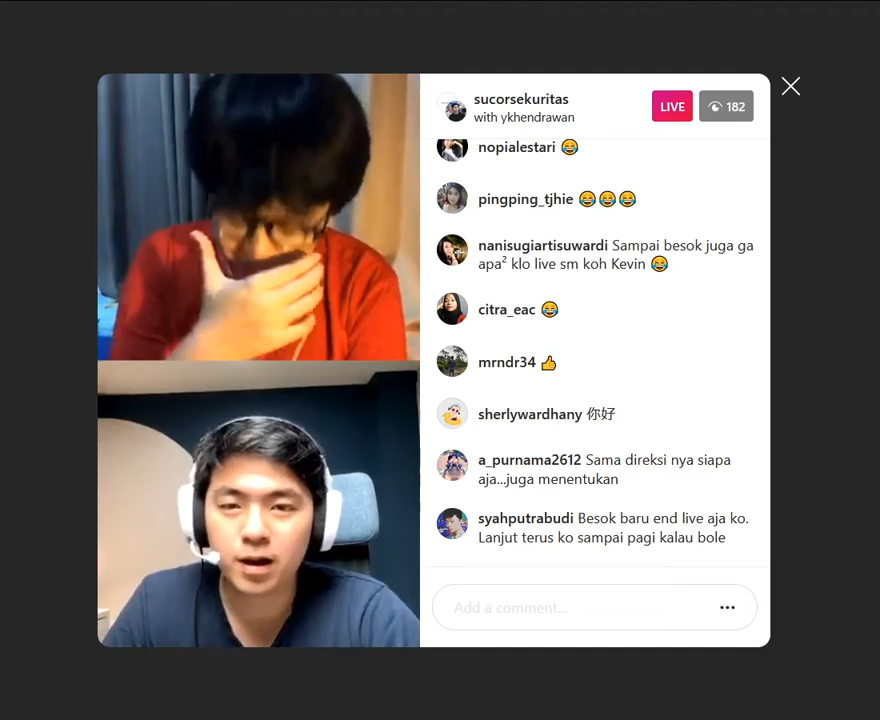 sucorsekuritas
with ykhendrawan
LIVE
182
nopialestari 😂
pingping_tjhie 😂😂😂
nanisugiartisuwardi Sampai besok juga ga
apa² klo live sm koh Kevin 😂
citra_eac 😂
mrndr34 👍
sherlywardhany 你好
a_purnama2612 Sama direksi nya siapa
aja...juga menentukan
syahputrabudi Besok baru end live aja ko.
Lanjut terus ko sampai pagi kalau bole
Add a comment...